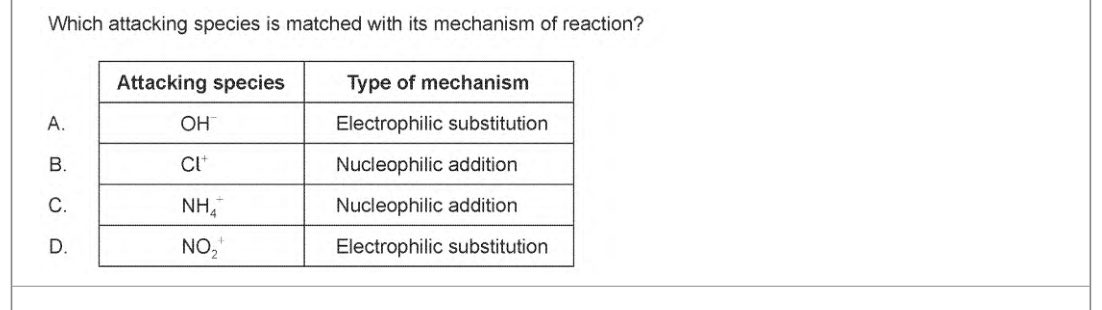 Which attacking species is matched with its mechanism of reaction?
Attacking species Type of mechanism
A. OH⁻ Electrophilic substitution
B. Cl⁺ Nucleophilic addition
C. NH₄⁺ Nucleophilic addition
D. NO₂⁺ Electrophilic substitution